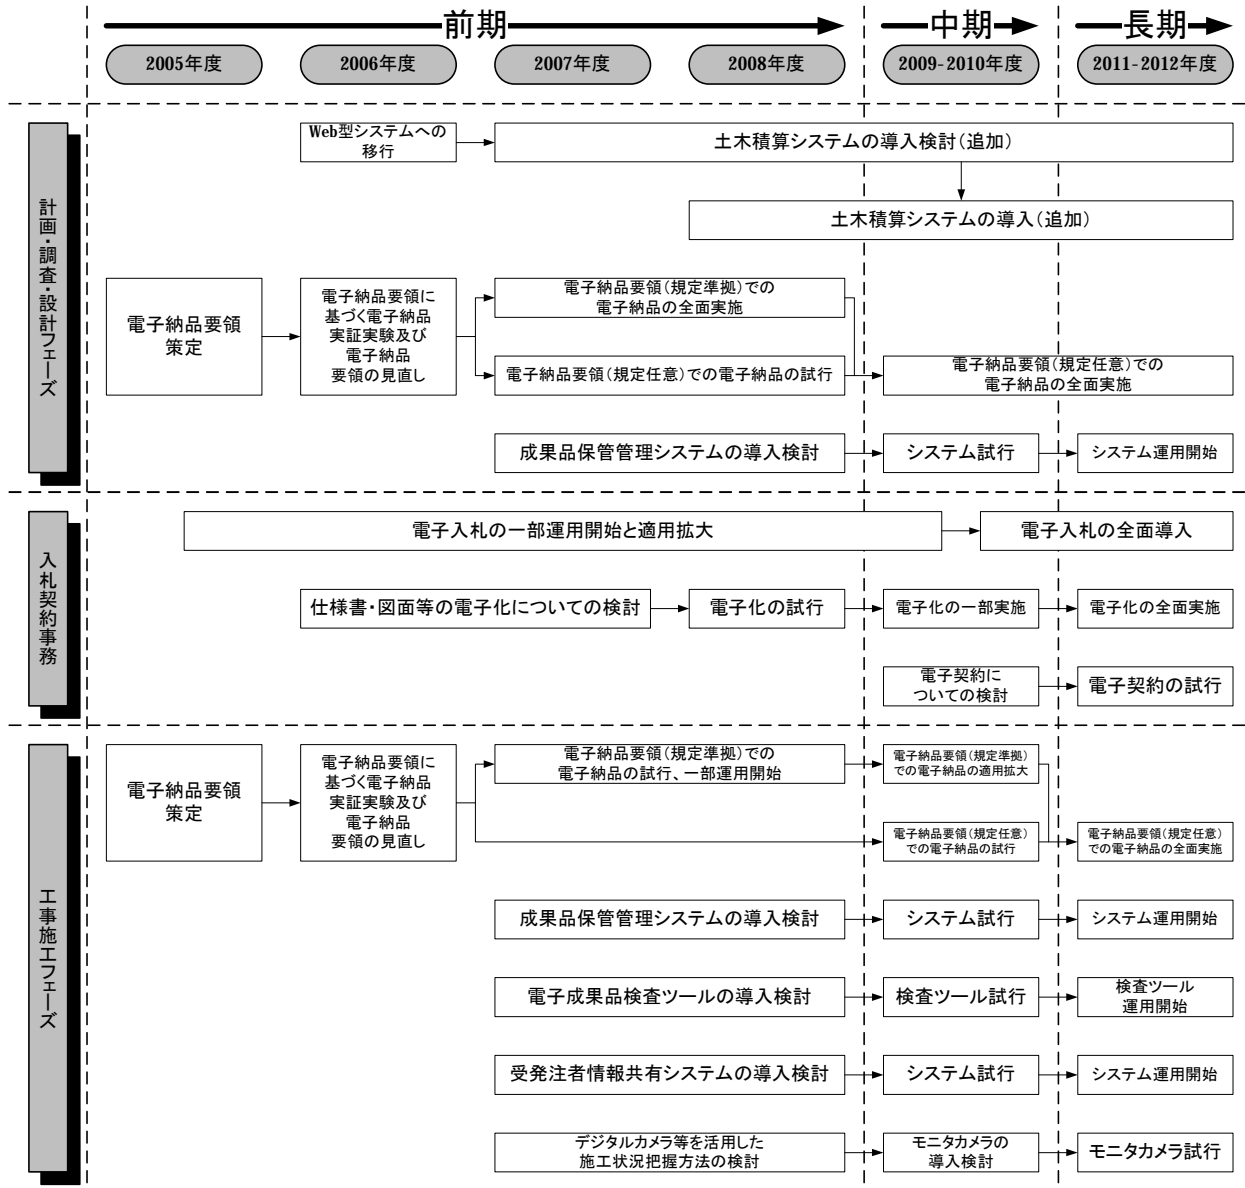 前期
中期
長期
2005年度
2006年度
2007年度
2008年度
2009-2010年度
2011-2012年度
計画・調査・設計フェーズ
Web型システムへの
移行
土木積算システムの導入検討(追加)
土木積算システムの導入(追加)
電子納品要領
策定
電子納品要領に
基づく電子納品
実証実験及び
電子納品
要領の見直し
電子納品要領(規定準拠)での
電子納品の全面実施
電子納品要領(規定任意)での電子納品の試行
電子納品要領(規定任意)での
電子納品の全面実施
成果品保管管理システムの導入検討
システム試行
システム運用開始
入札契約事務
電子入札の一部運用開始と適用拡大
電子入札の全面導入
仕様書・図面等の電子化についての検討
電子化の試行
電子化の一部実施
電子化の全面実施
電子契約に
ついての検討
電子契約の試行
工事施工フェーズ
電子納品要領
策定
電子納品要領に
基づく電子納品
実証実験及び
電子納品
要領の見直し
電子納品要領(規定準拠)での
電子納品の試行、一部運用開始
電子納品要領(規定準拠)
での電子納品の適用拡大
電子納品要領(規定任意)
での電子納品の試行
電子納品要領(規定任意)
での電子納品の全面実施
成果品保管管理システムの導入検討
システム試行
システム運用開始
電子成果品検査ツールの導入検討
検査ツール試行
検査ツール
運用開始
受発注者情報共有システムの導入検討
システム試行
システム運用開始
デジタルカメラ等を活用した
施工状況把握方法の検討
モニタカメラの
導入検討
モニタカメラ試行